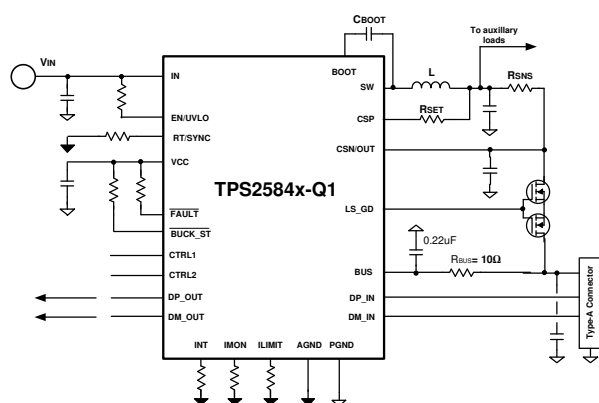 CBOOT
To auxillary
loads
VIN
IN
BOOT
SW
L
RSNS
EN/UVLO
CSP
RSET
RT/SYNC
CSN/OUT
VCC
TPS2584x-Q1
FAULT
LS_GD
BUCK_ST
0.22uF
CTRL1
CTRL2
BUS
RBUS= 10Ω
DP_OUT
DP_IN
DM_OUT
DM_IN
Type-A Connector
INT
IMON
ILIMIT
AGND
PGND